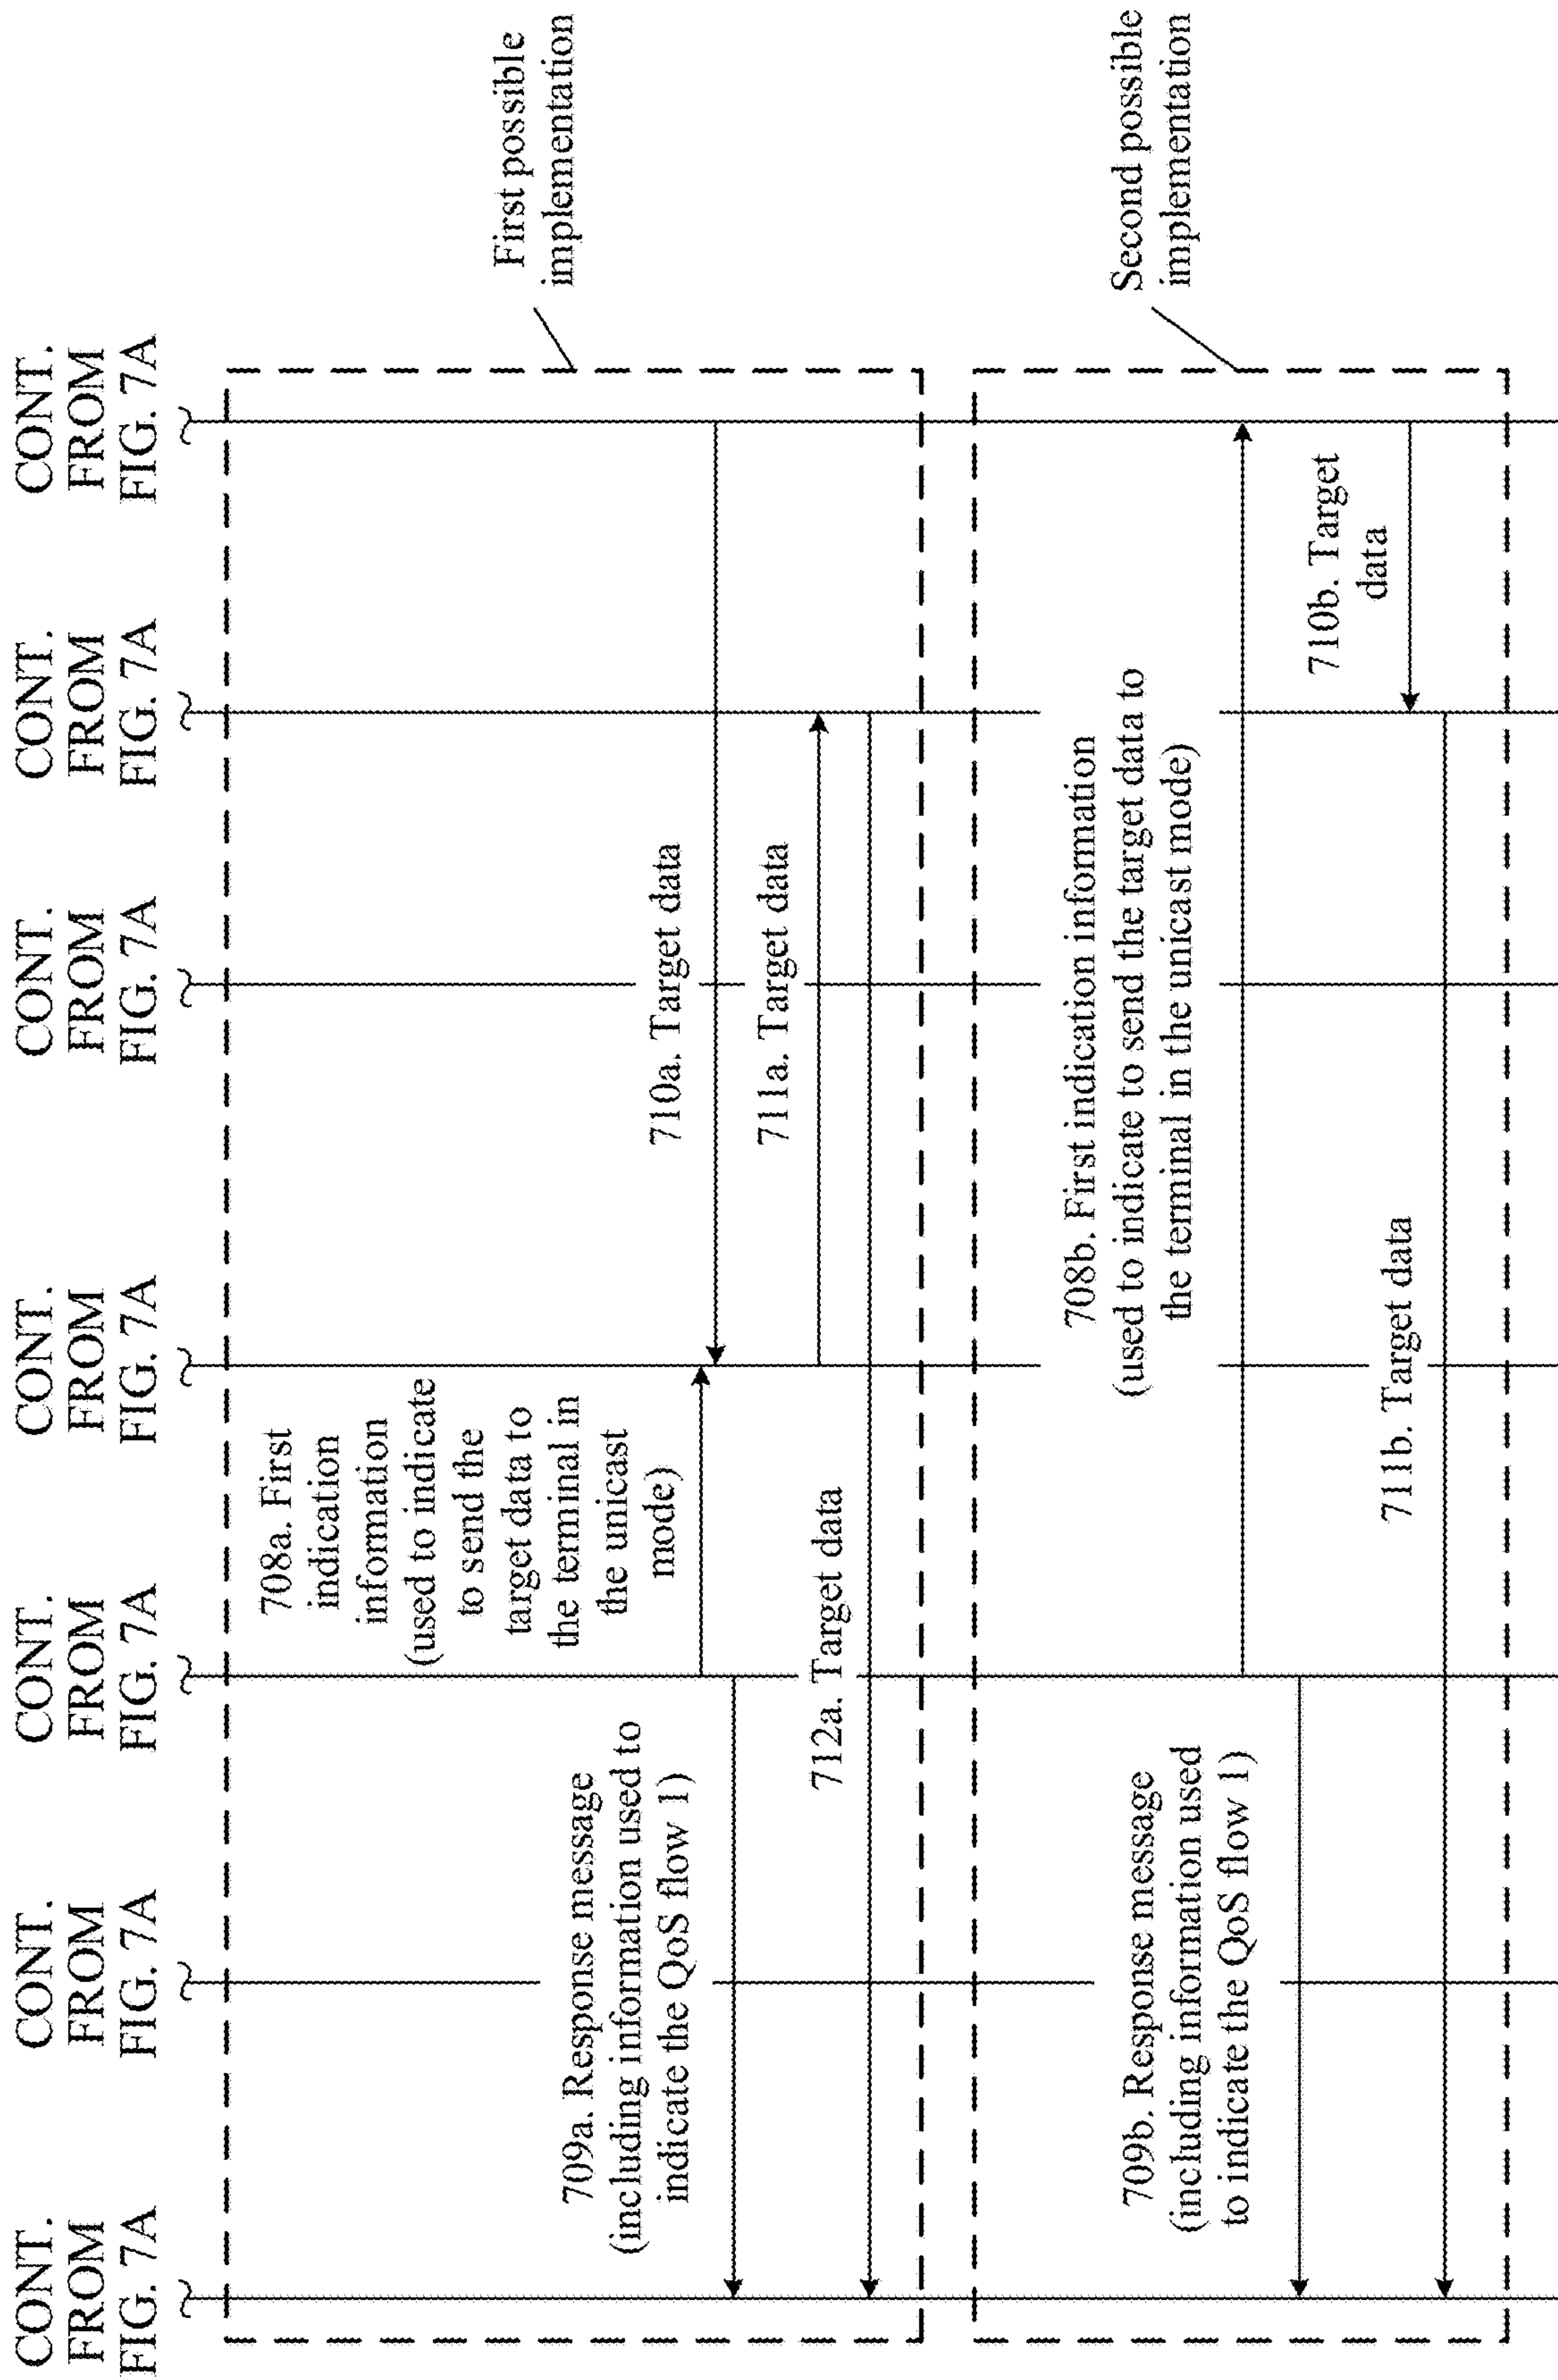 CONT.
FROM
FIG. 7A
CONT.
FROM
FIG. 7A
CONT.
FROM
FIG. 7A
CONT.
FROM
FIG. 7A
CONT.
FROM
FIG. 7A
CONT.
FROM
FIG. 7A
CONT.
FROM
FIG. 7A
First possible
implementation
708a. First
indication
information
(used to indicate
to send the
target data to
the terminal in
the unicast
mode)
709a. Response message
(including information used to
indicate the QoS flow 1)
710a. Target data
711a. Target data
712a. Target data
Second possible
implementation
708b. First indication information
(used to indicate to send the target data to
the terminal in the unicast mode)
709b. Response message
(including information used
to indicate the QoS flow 1)
710b. Target
data
711b. Target data